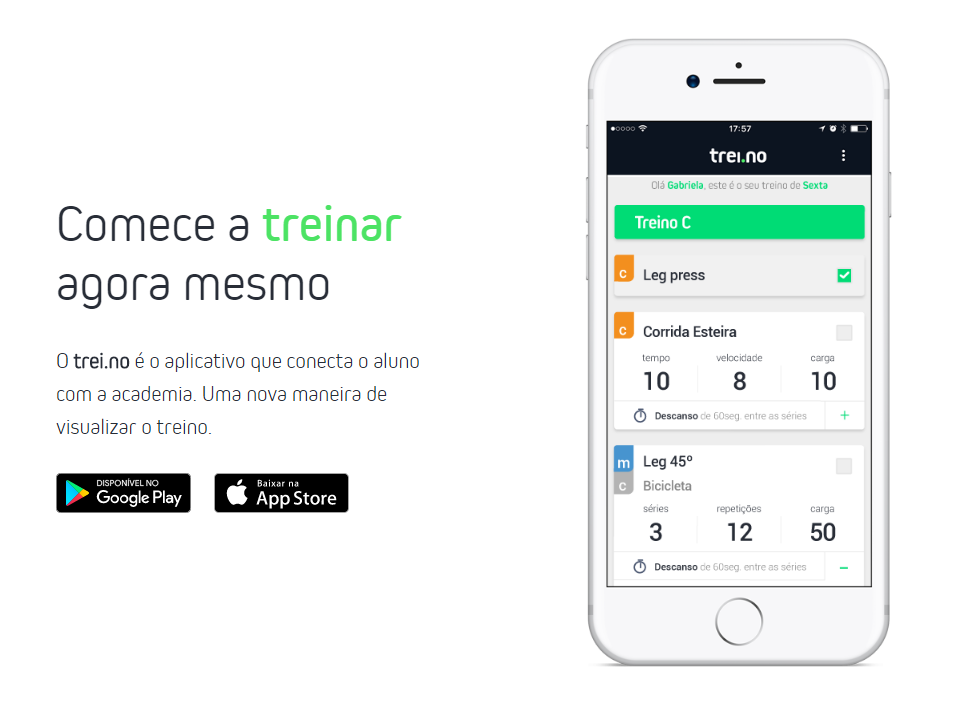 Comece a treinar
agora mesmo
O trei.no é o aplicativo que conecta o aluno
com a academia. Uma nova maneira de
visualizar o treino.
DISPONÍVEL NO
Google Play
Baixar na
App Store
17:57
trei.no
Olá Gabriela, este é o seu treino de Sexta
Treino C
c
Leg press
c
Corrida Esteira
tempo velocidade carga
10 8 10
Descanso de 60seg. entre as séries +
m
Leg 45º
c
Bicicleta
séries repetições carga
3 12 50
Descanso de 60seg. entre as séries −